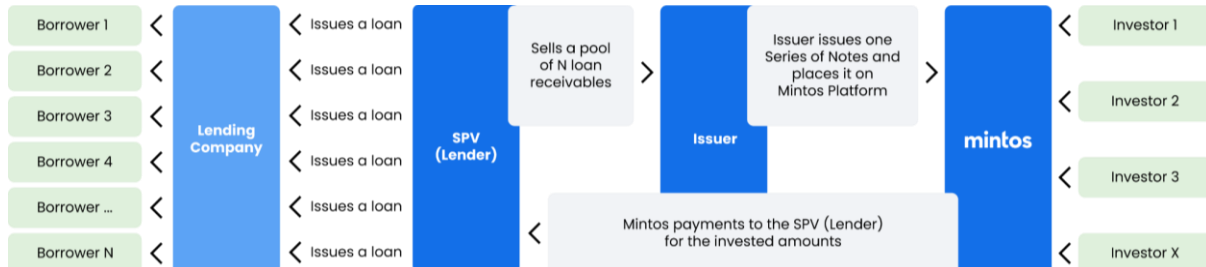 Borrower 1
Borrower 2
Borrower 3
Borrower 4
Borrower ...
Borrower N
Lending
Company
Issues a loan
Issues a loan
Issues a loan
Issues a loan
Issues a loan
Issues a loan
SPV
(Lender)
Sells a pool
of N loan
receivables
Issuer
Issuer issues one
Series of Notes and
places it on
Mintos Platform
Mintos payments to the SPV (Lender)
for the invested amounts
mintos
Investor 1
Investor 2
Investor 3
Investor X